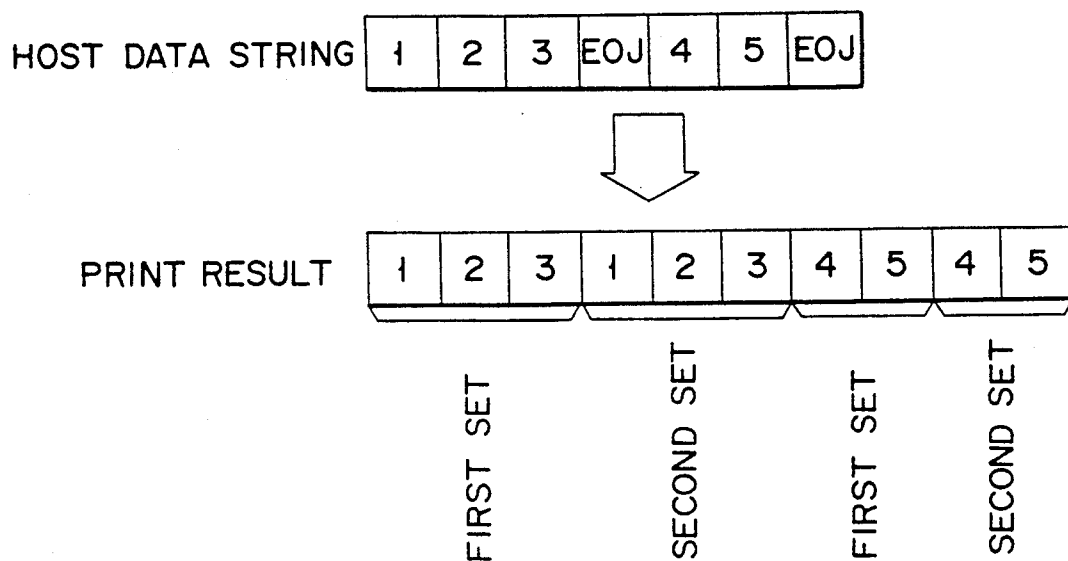 HOST DATA STRING 1 2 3 EOJ 4 5 EOJ
PRINT RESULT 1 2 3 1 2 3 4 5 4 5
FIRST SET
SECOND SET
FIRST SET
SECOND SET